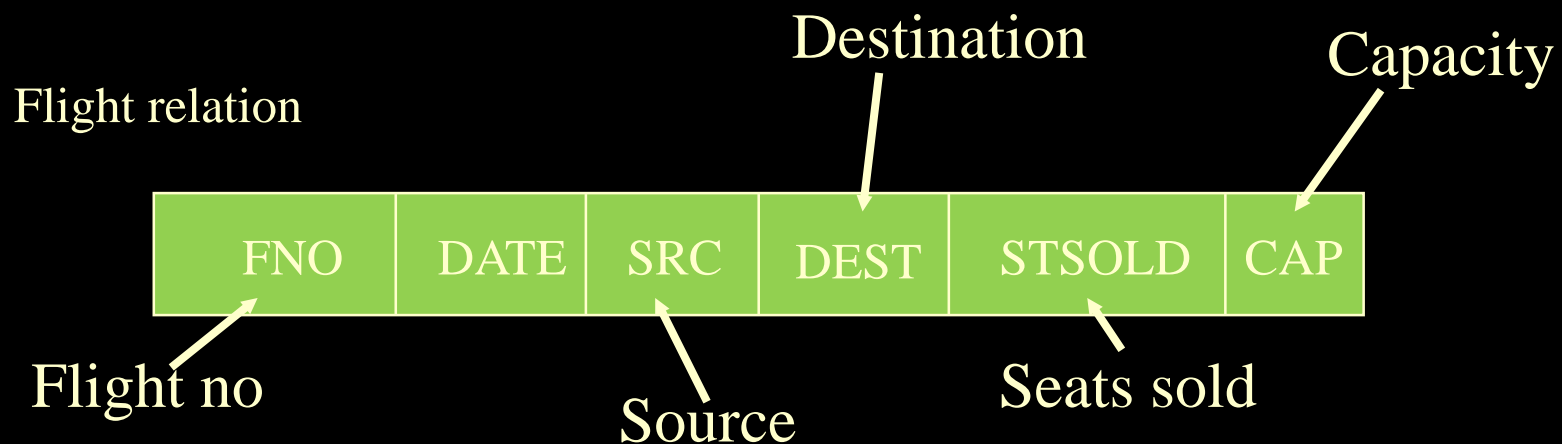 Destination
Capacity
Flight relation
FNO DATE SRC DEST STSOLD CAP
Flight no
Source
Seats sold